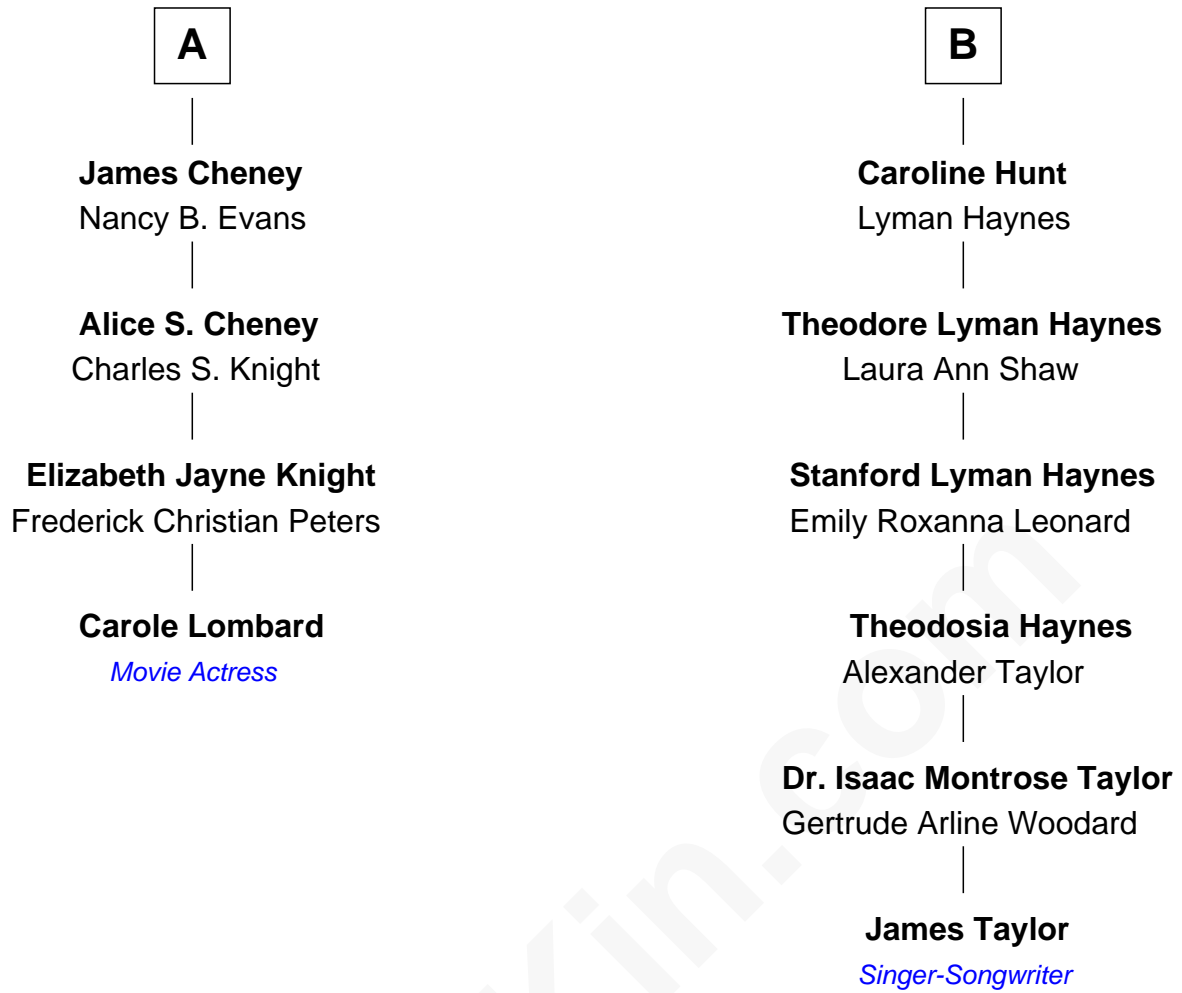 A
James Cheney
Nancy B. Evans
Alice S. Cheney
Charles S. Knight
Elizabeth Jayne Knight
Frederick Christian Peters
Carole Lombard
Movie Actress
B
Caroline Hunt
Lyman Haynes
Theodore Lyman Haynes
Laura Ann Shaw
Stanford Lyman Haynes
Emily Roxanna Leonard
Theodosia Haynes
Alexander Taylor
Dr. Isaac Montrose Taylor
Gertrude Arline Woodard
James Taylor
Singer-Songwriter